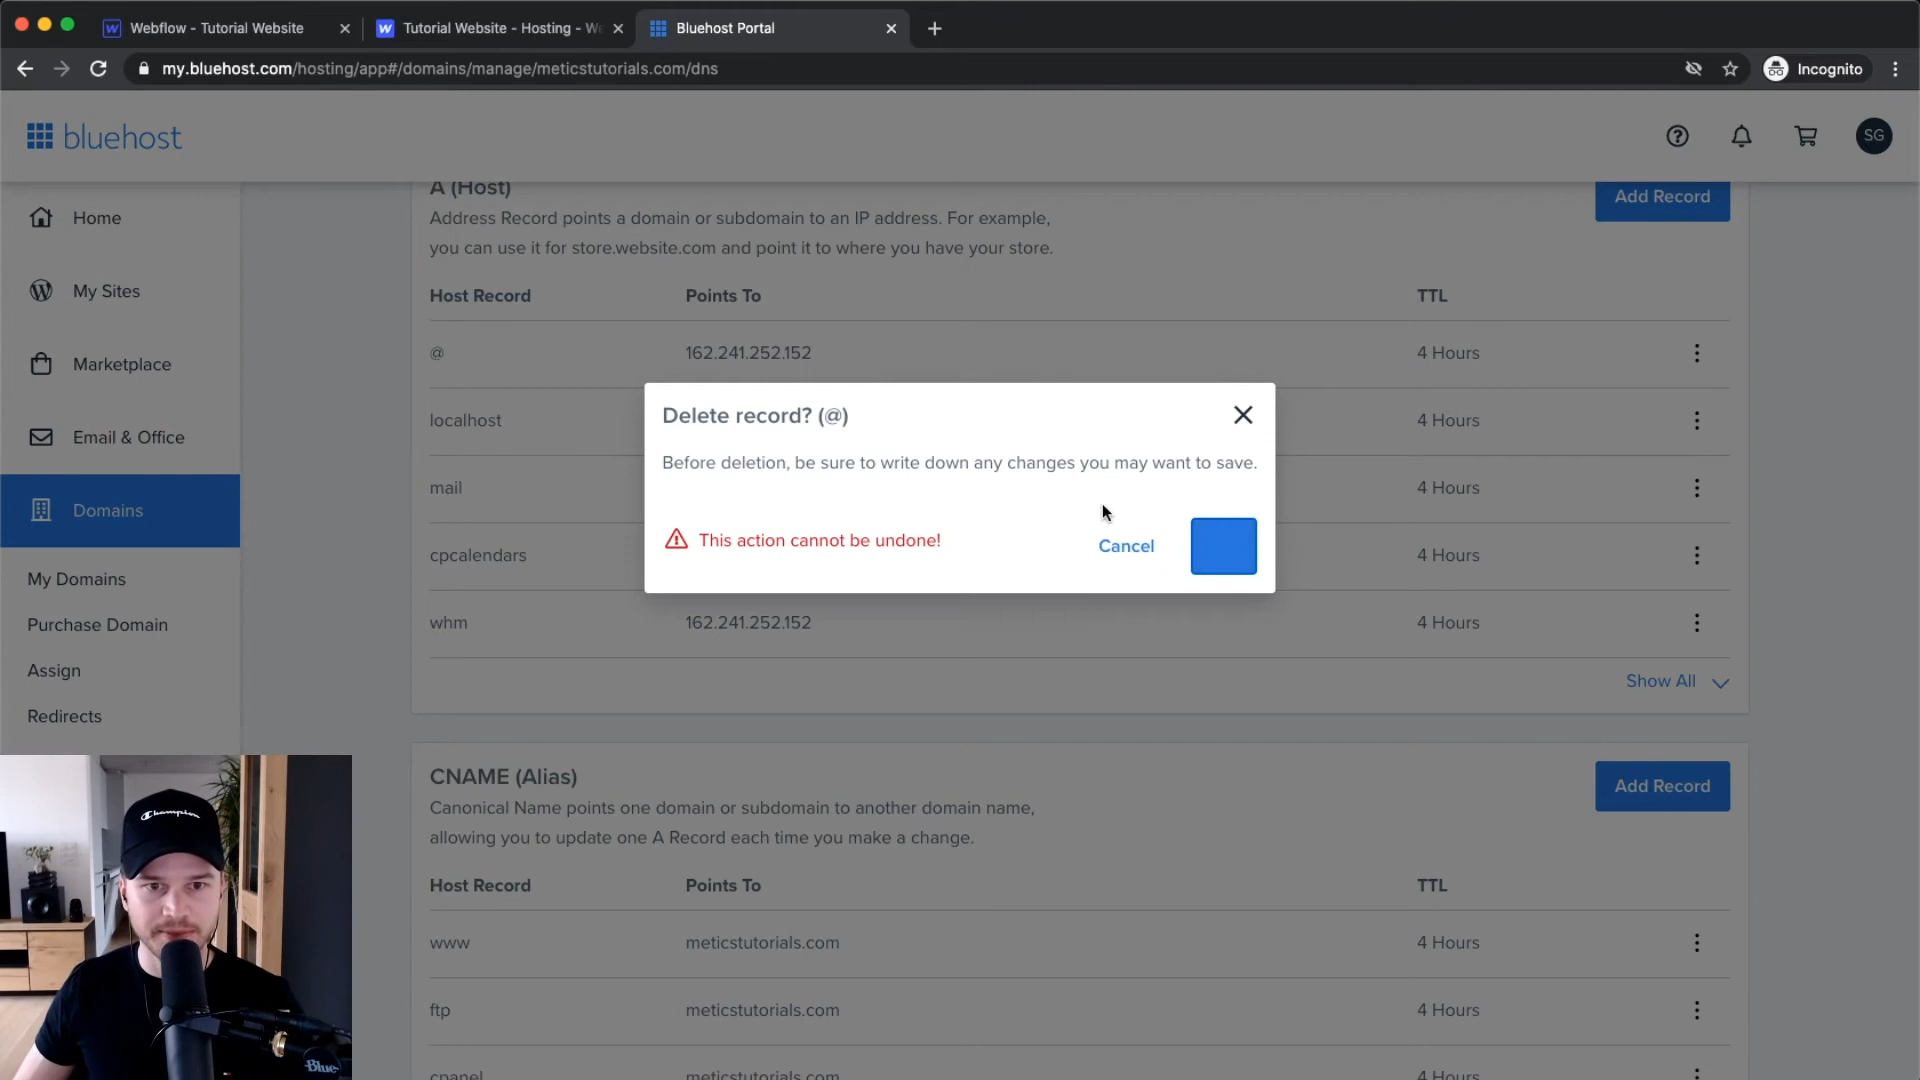 Webflow - Tutorial Website
Tutorial Website - Hosting - We
Bluehost Portal
my.bluehost.com/hosting/app#/domains/manage/meticstutorials.com/dns
Incognito
bluehost
SG
Home
My Sites
Marketplace
Email & Office
Domains
My Domains
Purchase Domain
Assign
Redirects
A (Host)
Add Record
Address Record points a domain or subdomain to an IP address. For example,
you can use it for store.website.com and point it to where you have your store.
Host Record Points To TTL
@ 162.241.252.152 4 Hours
localhost 4 Hours
mail 4 Hours
cpcalendars 4 Hours
whm 162.241.252.152 4 Hours
Show All
Delete record? (@)
Before deletion, be sure to write down any changes you may want to save.
This action cannot be undone!
Cancel
CNAME (Alias)
Add Record
Canonical Name points one domain or subdomain to another domain name,
allowing you to update one A Record each time you make a change.
Host Record Points To TTL
www meticstutorials.com 4 Hours
ftp meticstutorials.com 4 Hours
cpanel meticstutorials.com 4 Hours
Champion
Blue